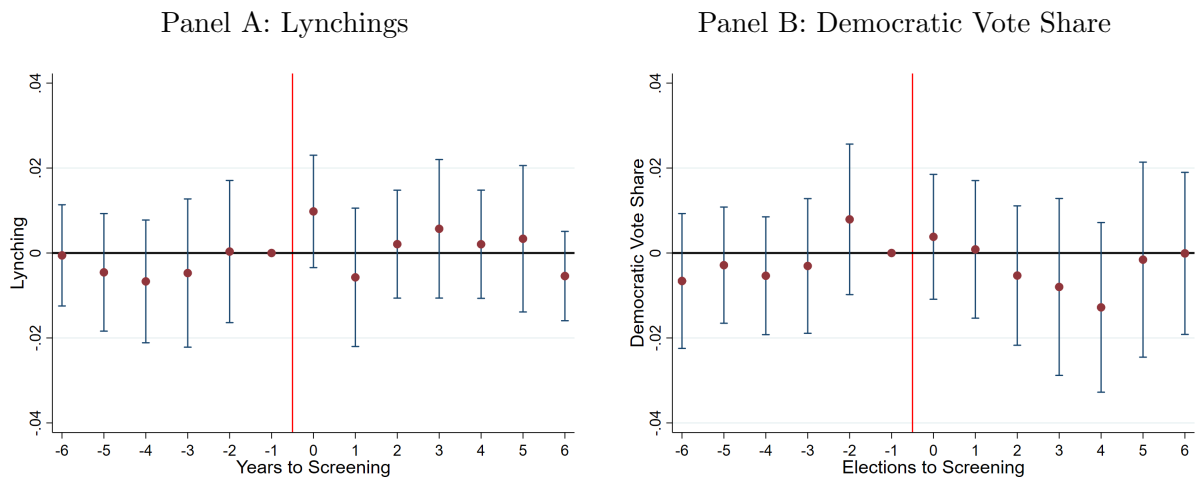 Panel A: Lynchings
.04
.02
0
-.02
-.04
Lynching
-6 -5 -4 -3 -2 -1 0 1 2 3 4 5 6
Years to Screening
Panel B: Democratic Vote Share
.04
.02
0
-.02
-.04
Democratic Vote Share
-6 -5 -4 -3 -2 -1 0 1 2 3 4 5 6
Elections to Screening